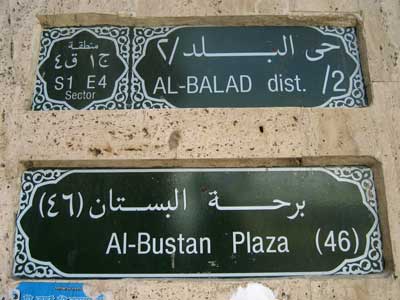 منطقة
ج١ ق٤
S1 E4
Sector
حى البلد/٢
AL-BALAD dist. /2
برحة البستان (٤٦)
Al-Bustan Plaza (46)